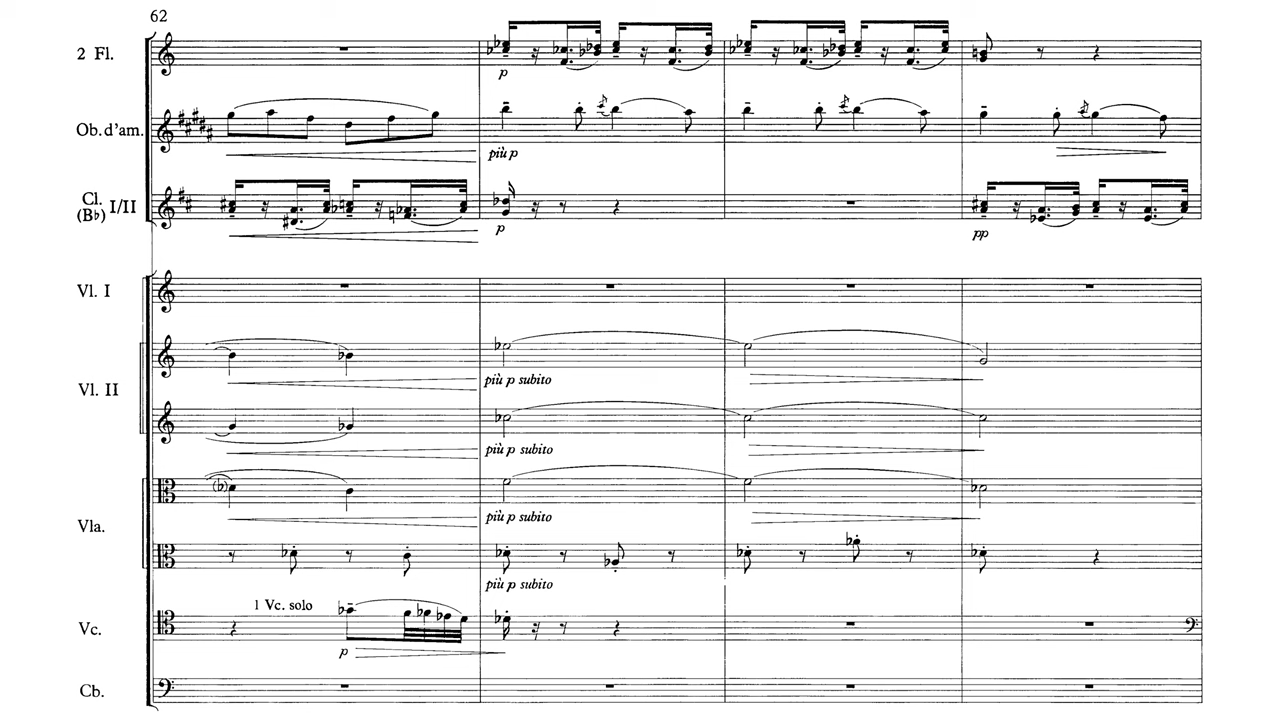 62
2 Fl.
p
Ob. d'am.
più p
Cl. I/II
(B♭)
p
pp
Vl. I
Vl. II
più p subito
più p subito
più p subito
Vla.
più p subito
1 Vc. solo
Vc.
p
Cb.